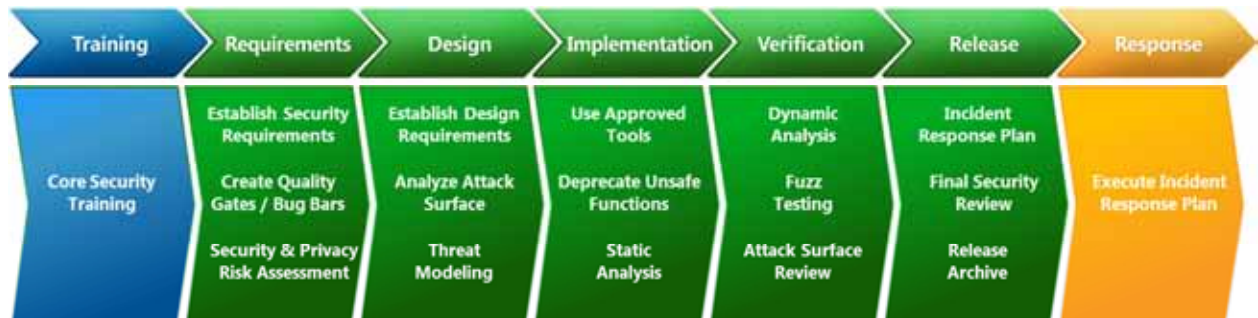 Training
Requirements
Design
Implementation
Verification
Release
Response
Core Security
Training
Establish Security
Requirements
Create Quality
Gates / Bug Bars
Security & Privacy
Risk Assessment
Establish Design
Requirements
Analyze Attack
Surface
Threat
Modeling
Use Approved
Tools
Deprecate Unsafe
Functions
Static
Analysis
Dynamic
Analysis
Fuzz
Testing
Attack Surface
Review
Incident
Response Plan
Final Security
Review
Release
Archive
Execute Incident
Response Plan